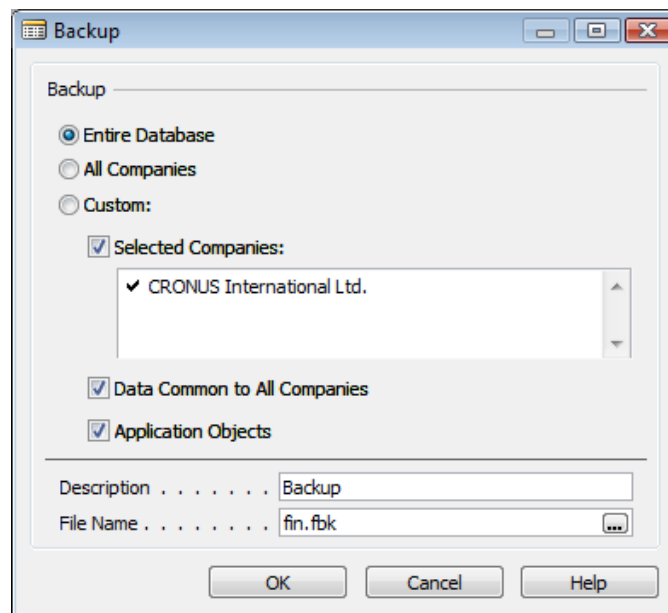 Backup
Backup
Entire Database
All Companies
Custom:
Selected Companies:
CRONUS International Ltd.
Data Common to All Companies
Application Objects
Description . . . . . . . Backup
File Name . . . . . . . . fin.fbk ...
OK Cancel Help